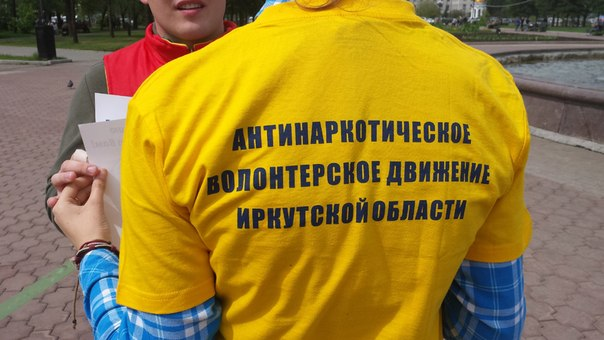 АНТИНАРКОТИЧЕСКОЕ
ВОЛОНТЕРСКОЕ ДВИЖЕНИЕ
ИРКУТСКОЙ ОБЛАСТИ